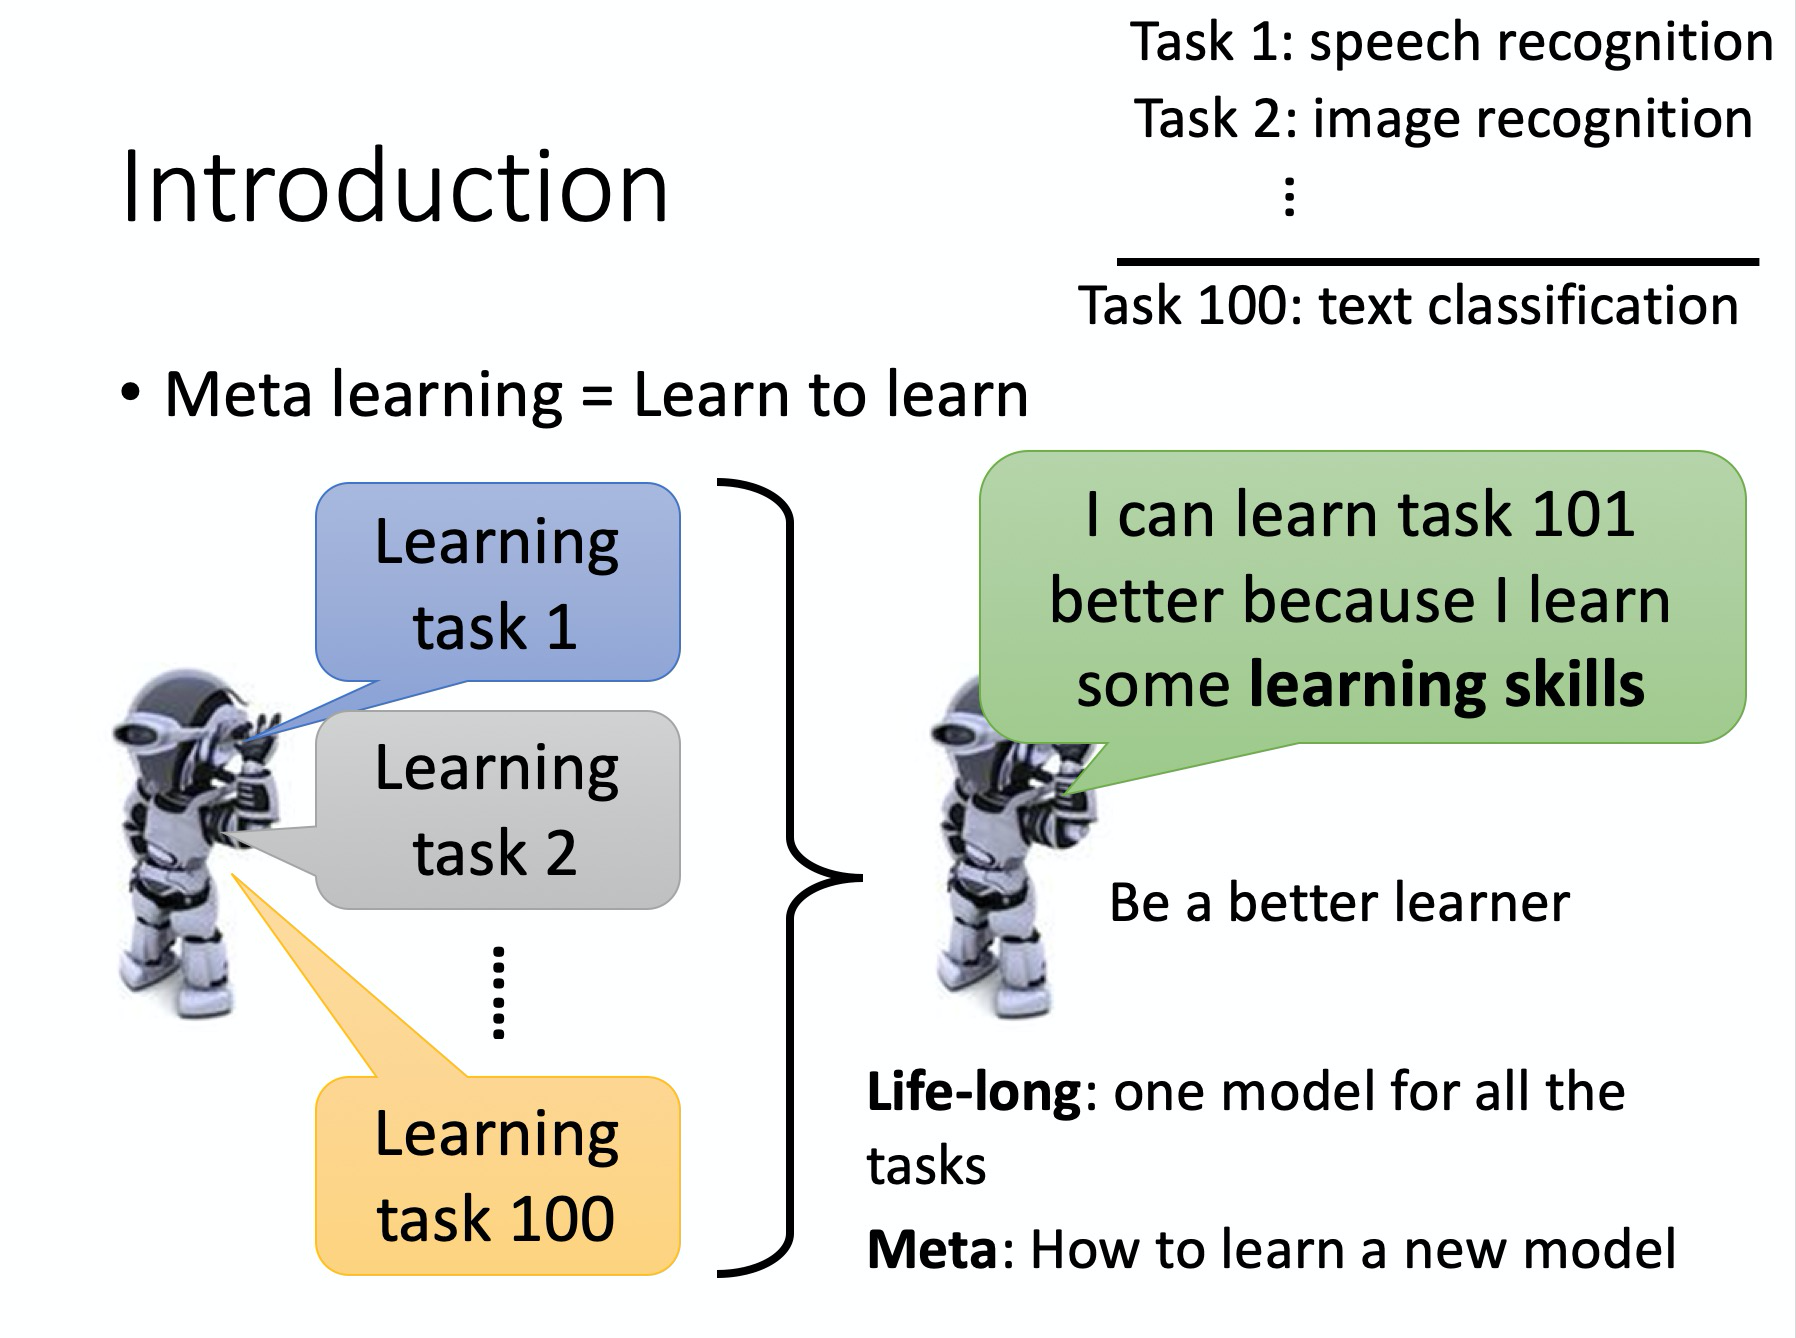 Task 1: speech recognition
Task 2: image recognition
⋮
Task 100: text classification
Introduction
• Meta learning = Learn to learn
Learning
task 1
Learning
task 2
Learning
task 100
I can learn task 101
better because I learn
some learning skills
Be a better learner
Life-long: one model for all the
tasks
Meta: How to learn a new model